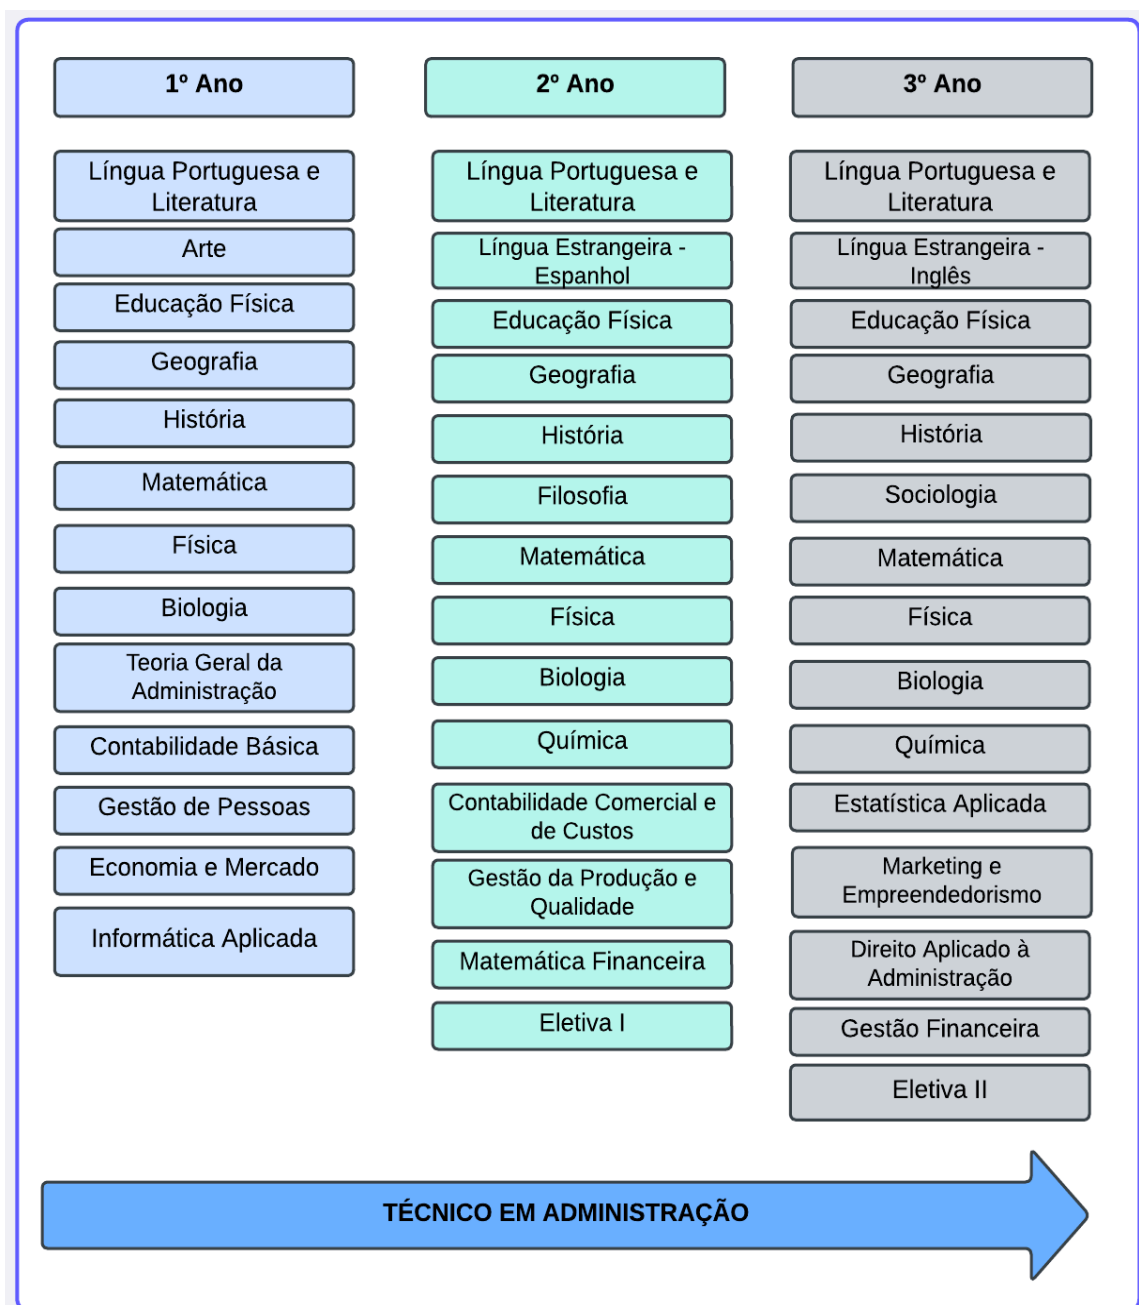 1º Ano
Língua Portuguesa e
Literatura
Arte
Educação Física
Geografia
História
Matemática
Física
Biologia
Teoria Geral da
Administração
Contabilidade Básica
Gestão de Pessoas
Economia e Mercado
Informática Aplicada
2º Ano
Língua Portuguesa e
Literatura
Língua Estrangeira -
Espanhol
Educação Física
Geografia
História
Filosofia
Matemática
Física
Biologia
Química
Contabilidade Comercial e
de Custos
Gestão da Produção e
Qualidade
Matemática Financeira
Eletiva I
3º Ano
Língua Portuguesa e
Literatura
Língua Estrangeira -
Inglês
Educação Física
Geografia
História
Sociologia
Matemática
Física
Biologia
Química
Estatística Aplicada
Marketing e
Empreendedorismo
Direito Aplicado à
Administração
Gestão Financeira
Eletiva II
TÉCNICO EM ADMINISTRAÇÃO